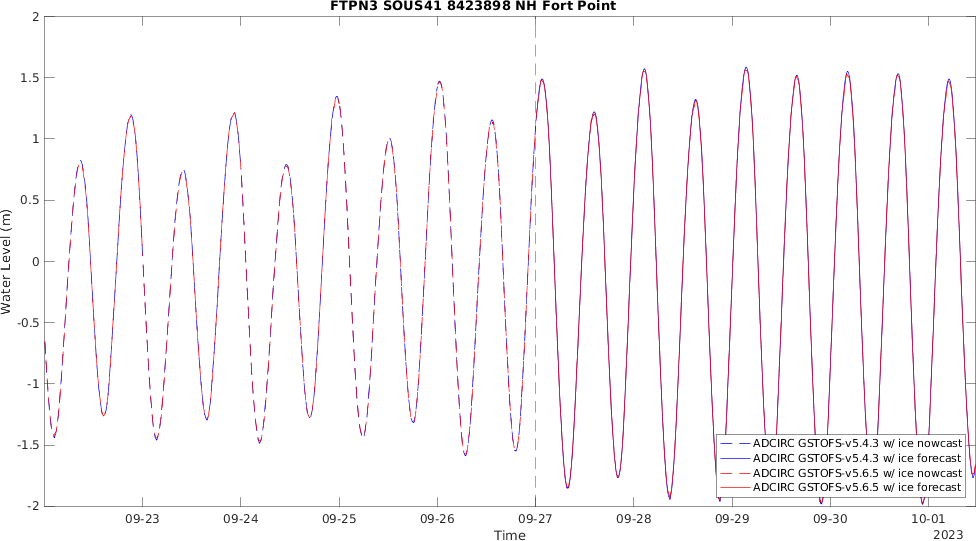 FTPN3 SOUS41 8423898 NH Fort Point
2
1.5
1
0.5
0
-0.5
-1
-1.5
-2
Water Level (m)
ADCIRC GSTOFS-v5.4.3 w/ ice nowcast
ADCIRC GSTOFS-v5.4.3 w/ ice forecast
ADCIRC GSTOFS-v5.6.5 w/ ice nowcast
ADCIRC GSTOFS-v5.6.5 w/ ice forecast
09-23 09-24 09-25 09-26 09-27 09-28 09-29 09-30 10-01
Time 2023